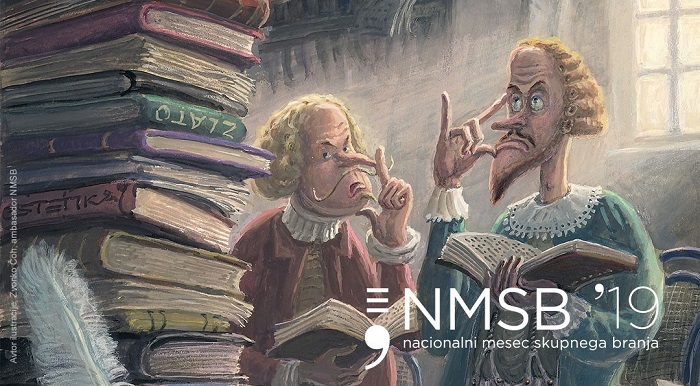 ZLATO
Avtor ilustracije: Zvonko Čoh, ambasador NMSB
NMSB '19
nacionalni mesec skupnega branja